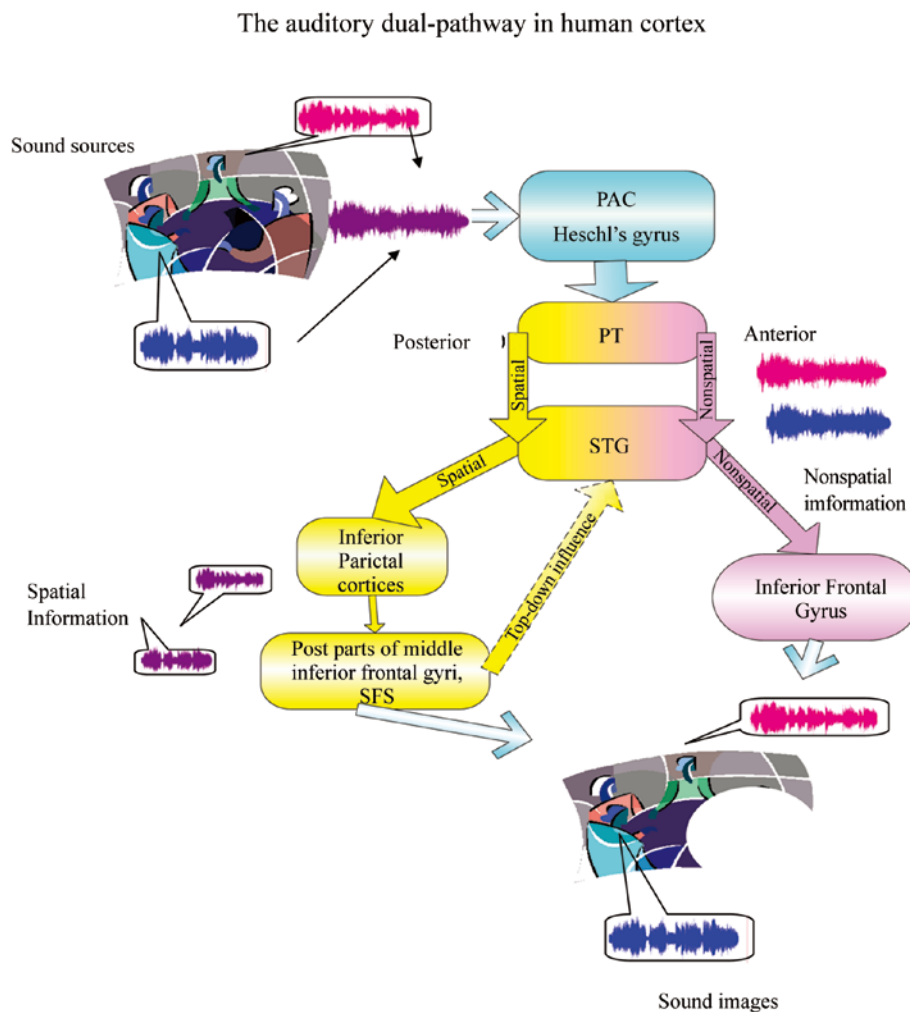 The auditory dual-pathway in human cortex
Sound sources
PAC
Heschl's gyrus
Posterior
PT
Anterior
Spatial
Nonspatial
STG
Spatial
Nonspatial
Nonspatial
imformation
Inferior
Parictal
cortices
Top-down influence
Inferior Frontal
Gyrus
Spatial
Information
Post parts of middle
inferior frontal gyri,
SFS
Sound images